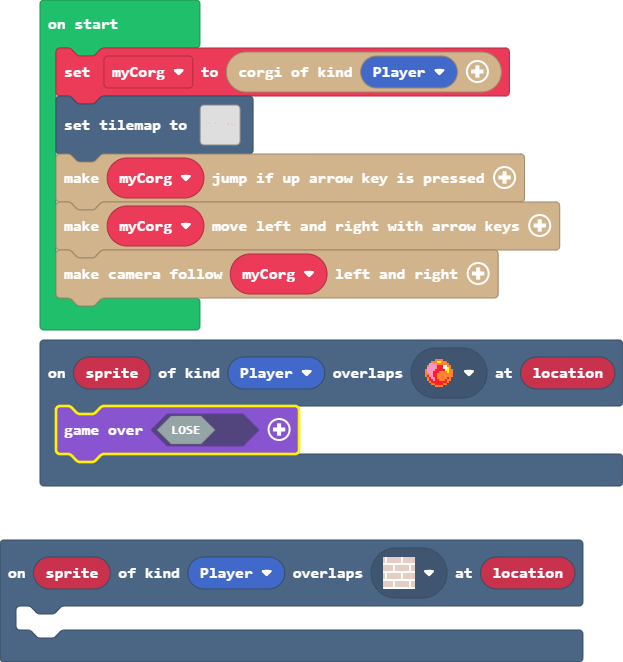 on start
set myCorg to corgi of kind Player
set tilemap to
make myCorg jump if up arrow key is pressed
make myCorg move left and right with arrow keys
make camera follow myCorg left and right
on sprite of kind Player overlaps at location
game over LOSE
on sprite of kind Player overlaps at location